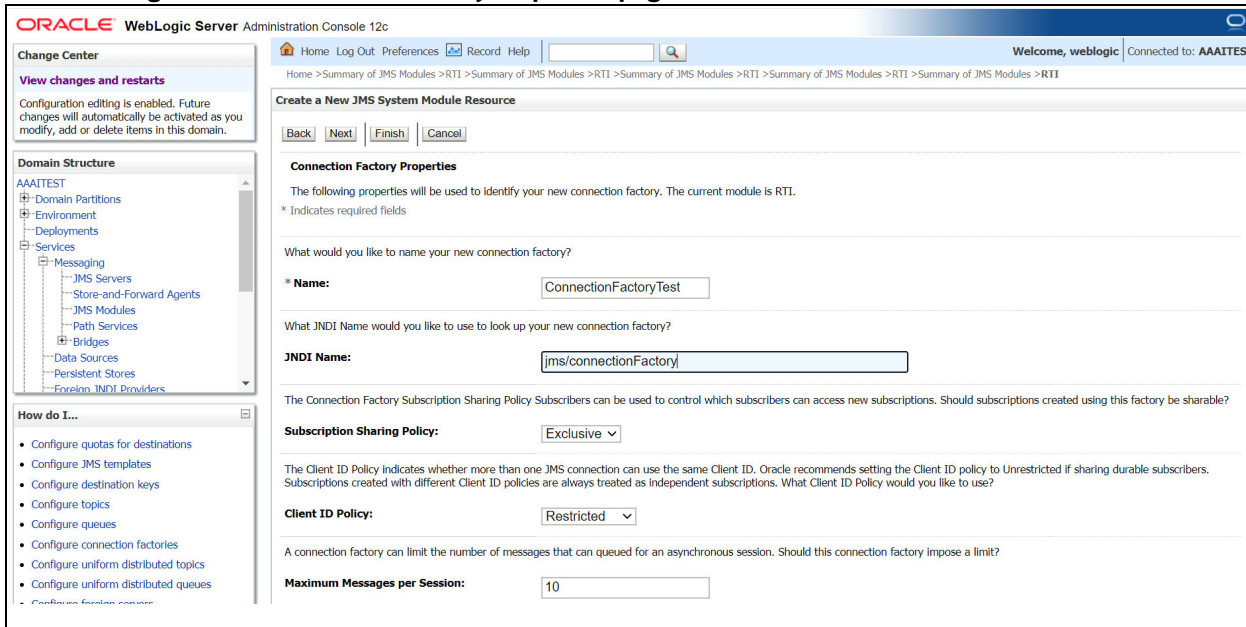 ORACLE WebLogic Server Administration Console 12c
Change Center
View changes and restarts
Configuration editing is enabled. Future
changes will automatically be activated as you
modify, add or delete items in this domain.
Domain Structure
AAAITEST
Domain Partitions
Environment
Deployments
Services
Messaging
JMS Servers
Store-and-Forward Agents
JMS Modules
Path Services
Bridges
Data Sources
Persistent Stores
Foreign JNDI Providers
How do I...
Configure quotas for destinations
Configure JMS templates
Configure destination keys
Configure topics
Configure queues
Configure connection factories
Configure uniform distributed topics
Configure uniform distributed queues
Configure foreign servers
Home Log Out Preferences Record Help
Welcome, weblogic Connected to: AAAITES
Home >Summary of JMS Modules >RTI >Summary of JMS Modules >RTI >Summary of JMS Modules >RTI >Summary of JMS Modules >RTI >Summary of JMS Modules >RTI
Create a New JMS System Module Resource
Back Next Finish Cancel
Connection Factory Properties
The following properties will be used to identify your new connection factory. The current module is RTI.
* Indicates required fields
What would you like to name your new connection factory?
* Name: ConnectionFactoryTest
What JNDI Name would you like to use to look up your new connection factory?
JNDI Name: jms/connectionFactory
The Connection Factory Subscription Sharing Policy Subscribers can be used to control which subscribers can access new subscriptions. Should subscriptions created using this factory be sharable?
Subscription Sharing Policy: Exclusive
The Client ID Policy indicates whether more than one JMS connection can use the same Client ID. Oracle recommends setting the Client ID policy to Unrestricted if sharing durable subscribers.
Subscriptions created with different Client ID policies are always treated as independent subscriptions. What Client ID Policy would you like to use?
Client ID Policy: Restricted
A connection factory can limit the number of messages that can queued for an asynchronous session. Should this connection factory impose a limit?
Maximum Messages per Session: 10